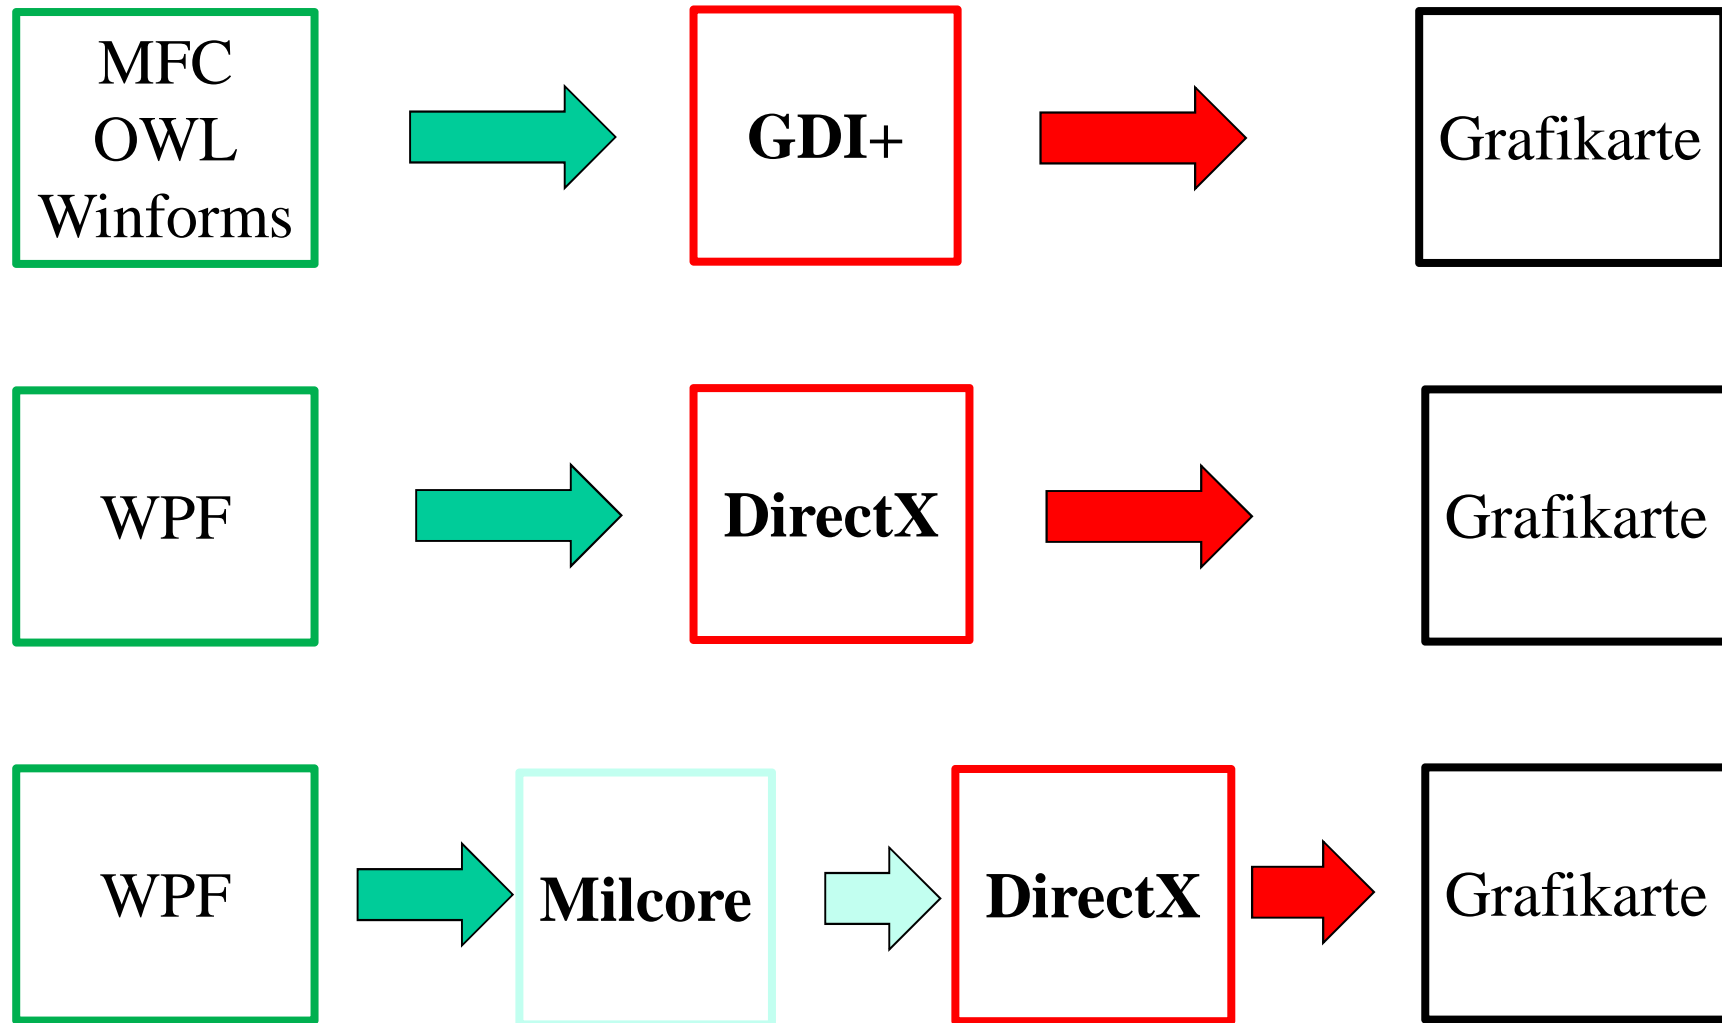 MFC
OWL
Winforms
GDI+
Grafikarte
WPF
DirectX
Grafikarte
WPF
Milcore
DirectX
Grafikarte